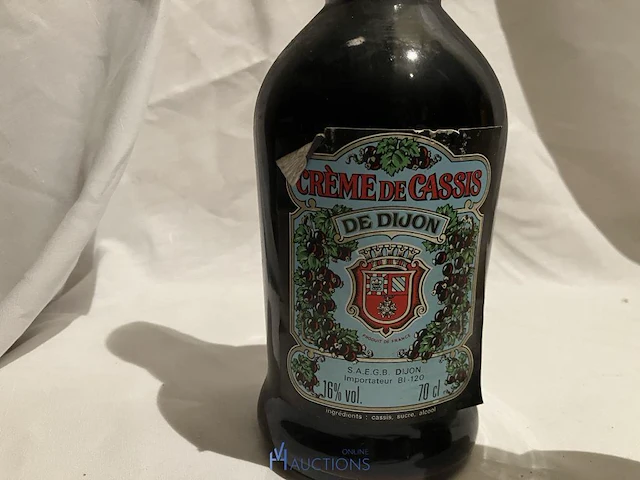 CRÈME DE CASSIS
DE DIJON
PRODUIT DE FRANCE
S.A.E.G.B. DIJON
Importateur BI-120
16% vol. 70 cl
ingrédients : cassis, sucre, alcool
ONLINE
AUCTIONS